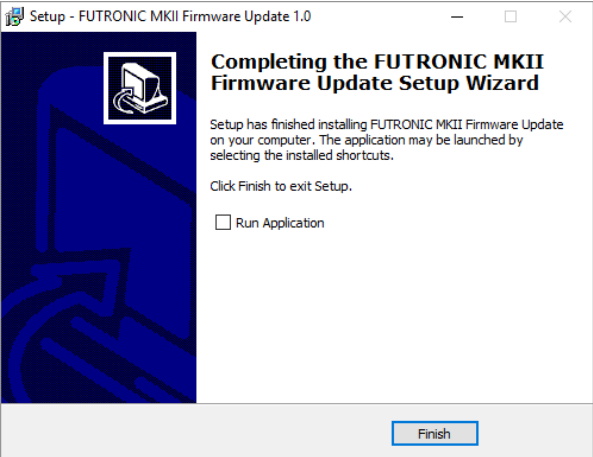 Setup - FUTRONIC MKII Firmware Update 1.0
Completing the FUTRONIC MKII
Firmware Update Setup Wizard
Setup has finished installing FUTRONIC MKII Firmware Update
on your computer. The application may be launched by
selecting the installed shortcuts.
Click Finish to exit Setup.
Run Application
Finish